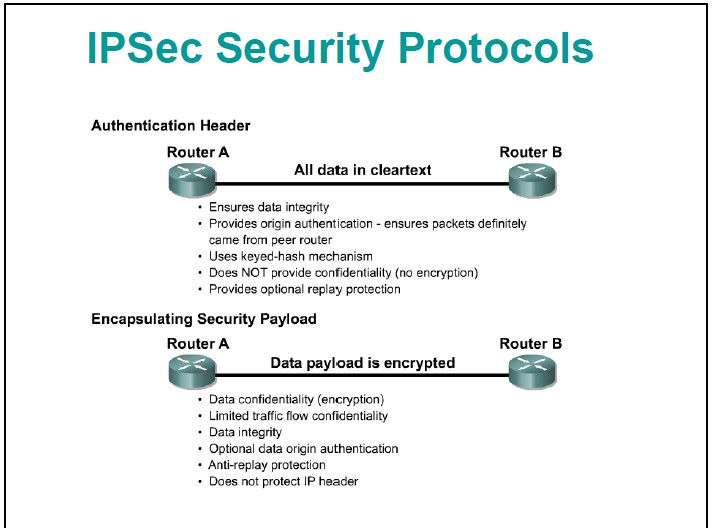 IPSec Security Protocols
Authentication Header
Router A
Router B
All data in cleartext
• Ensures data integrity
• Provides origin authentication - ensures packets definitely
came from peer router
• Uses keyed-hash mechanism
• Does NOT provide confidentiality (no encryption)
• Provides optional replay protection
Encapsulating Security Payload
Router A
Router B
Data payload is encrypted
• Data confidentiality (encryption)
• Limited traffic flow confidentiality
• Data integrity
• Optional data origin authentication
• Anti-replay protection
• Does not protect IP header